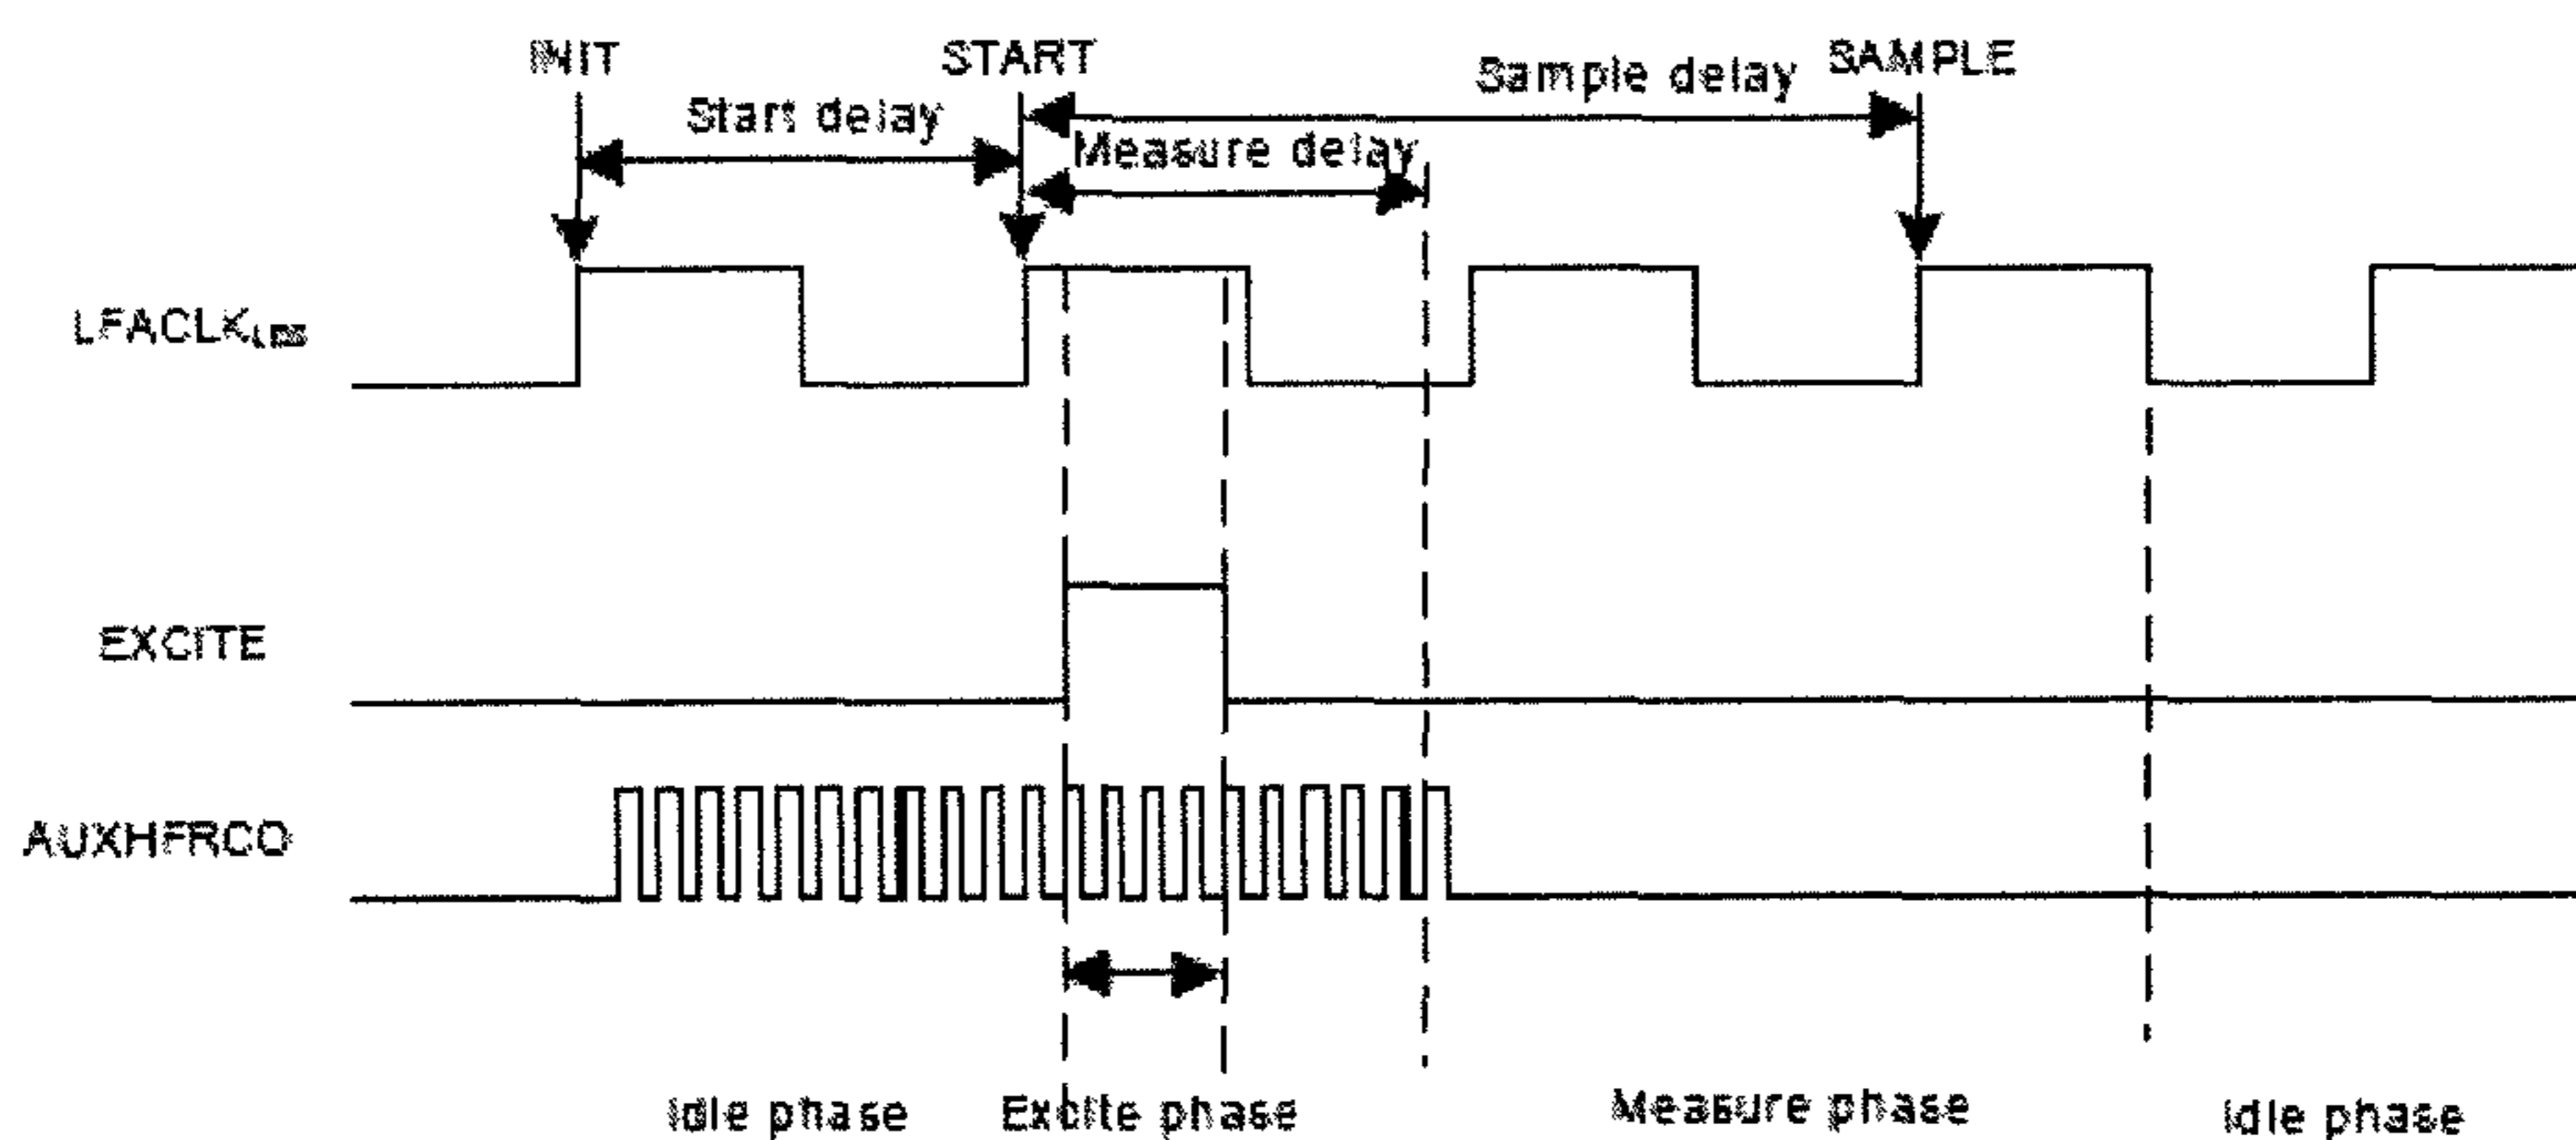 INIT
START
Sample delay
SAMPLE
Start delay
Measure delay
LFACLK
EXCITE
AUXHFRCO
Idle phase
Excite phase
Measure phase
Idle phase